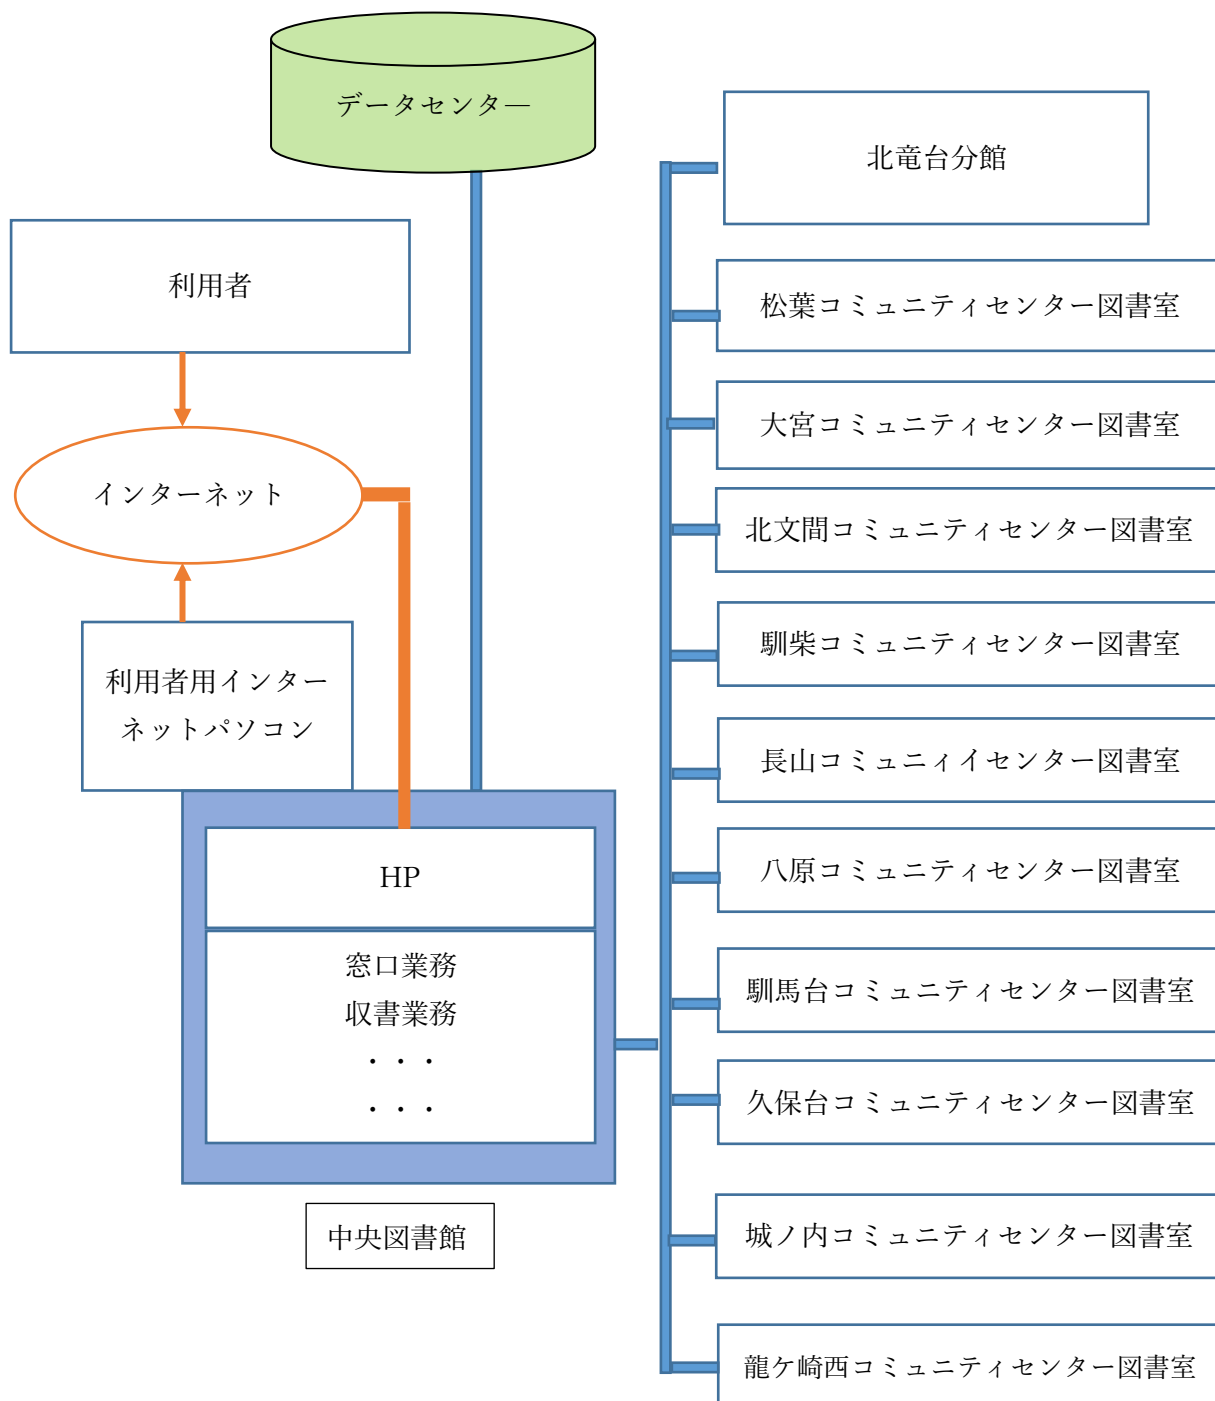 データセンター
利用者
インターネット
利用者用インター
ネットパソコン
HP
窓口業務
収書業務
・・・
・・・
中央図書館
北竜台分館
松葉コミュニティセンター図書室
大宮コミュニティセンター図書室
北文間コミュニティセンター図書室
馴柴コミュニティセンター図書室
長山コミュニィイセンター図書室
八原コミュニティセンター図書室
馴馬台コミュニティセンター図書室
久保台コミュニティセンター図書室
城ノ内コミュニティセンター図書室
龍ケ崎西コミュニティセンター図書室